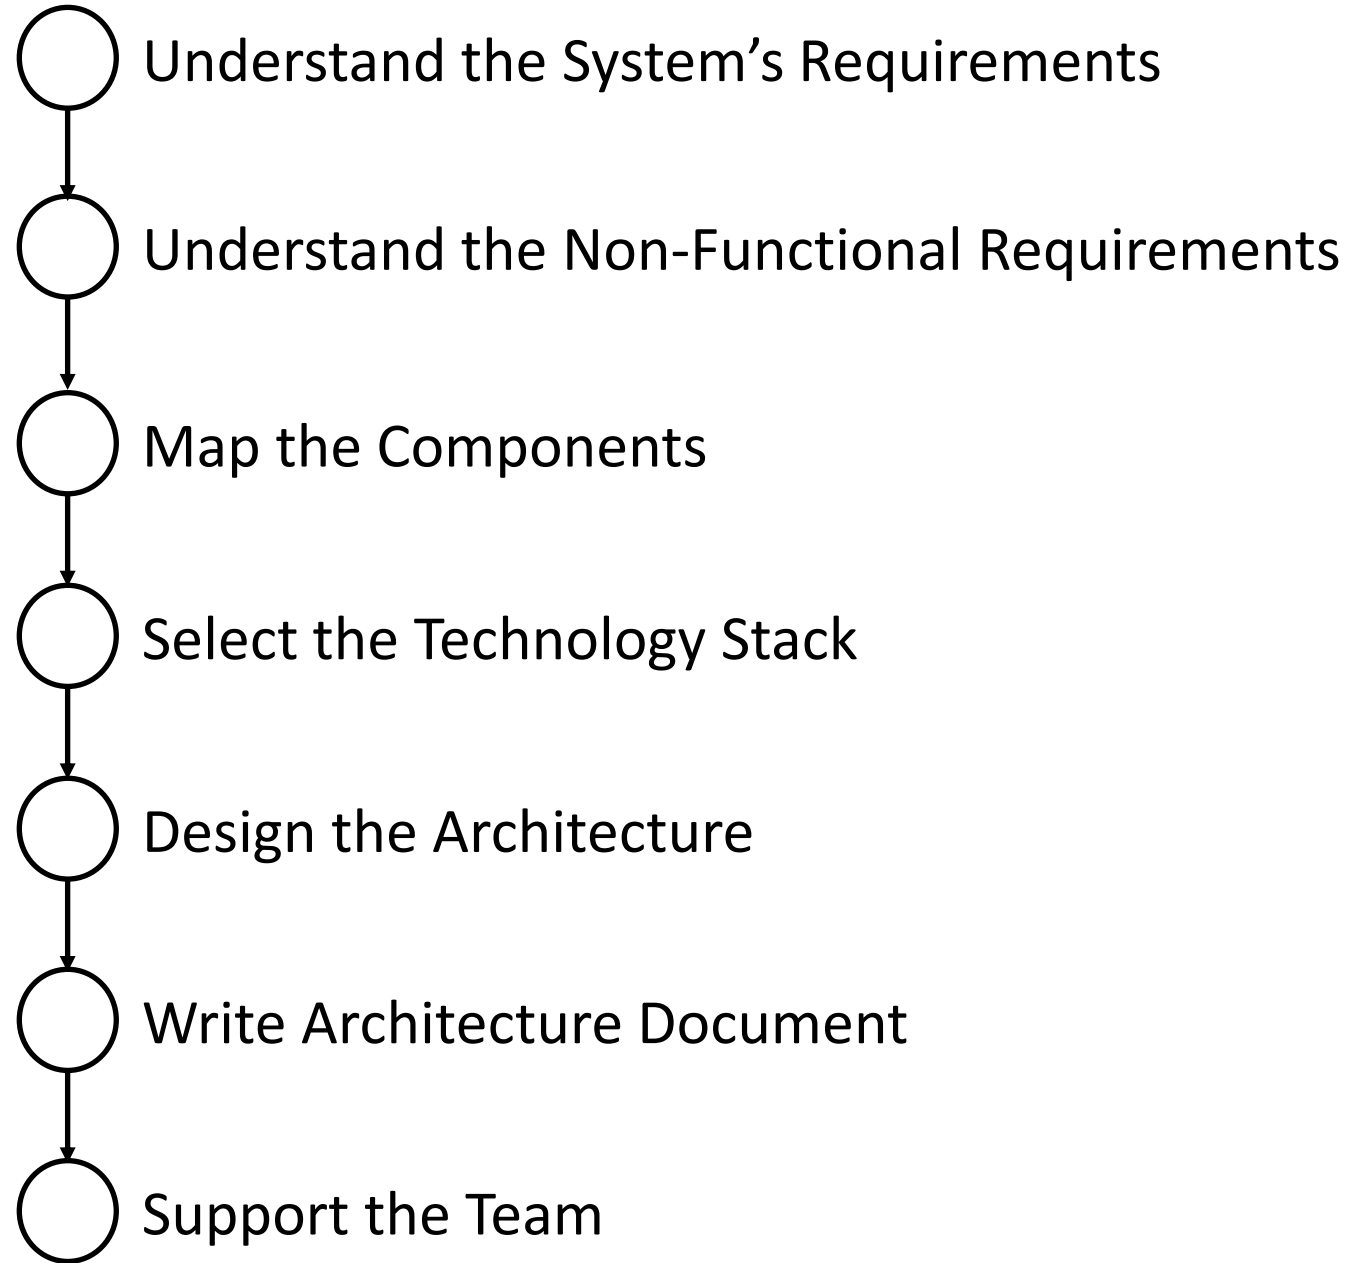 Understand the System’s Requirements
Understand the Non-Functional Requirements
Map the Components
Select the Technology Stack
Design the Architecture
Write Architecture Document
Support the Team